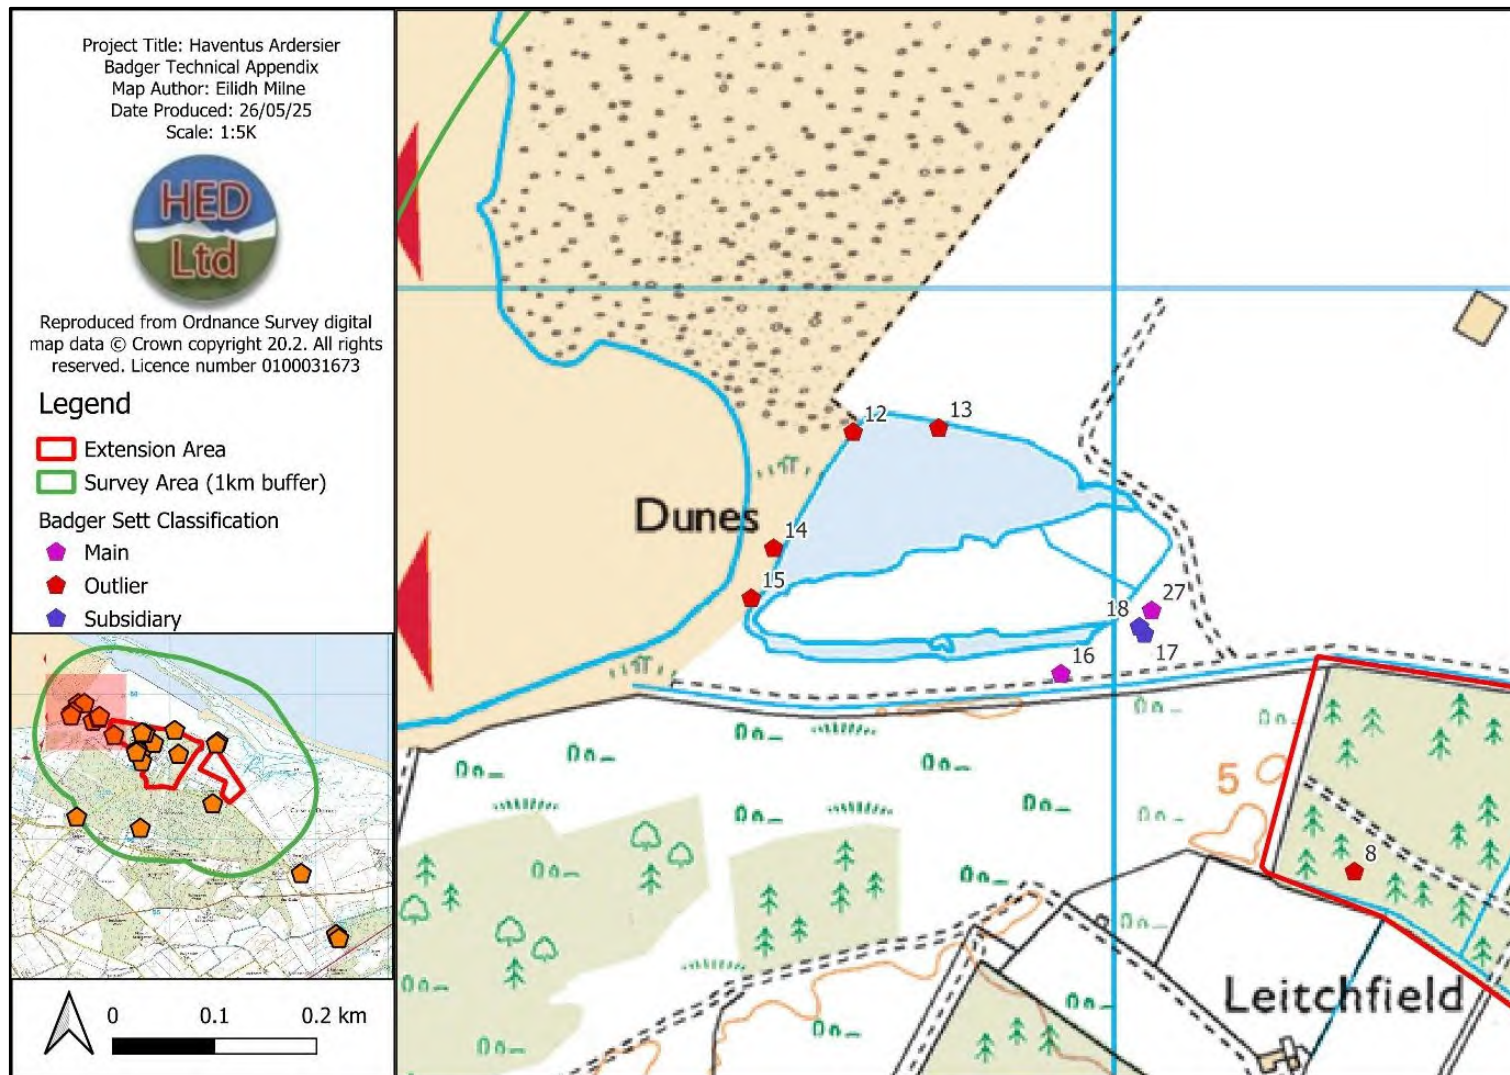 Project Title: Haventus Ardersier
Badger Technical Appendix
Map Author: Eilidh Milne
Date Produced: 26/05/25
Scale: 1:5K
HED
Ltd
Reproduced from Ordnance Survey digital
map data © Crown copyright 20.2. All rights
reserved. Licence number 0100031673
Legend
Extension Area
Survey Area (1km buffer)
Badger Sett Classification
Main
Outlier
Subsidiary
0 0.1 0.2 km
12
13
Dunes
14
15
27
18
17
16
5
8
Leitchfield